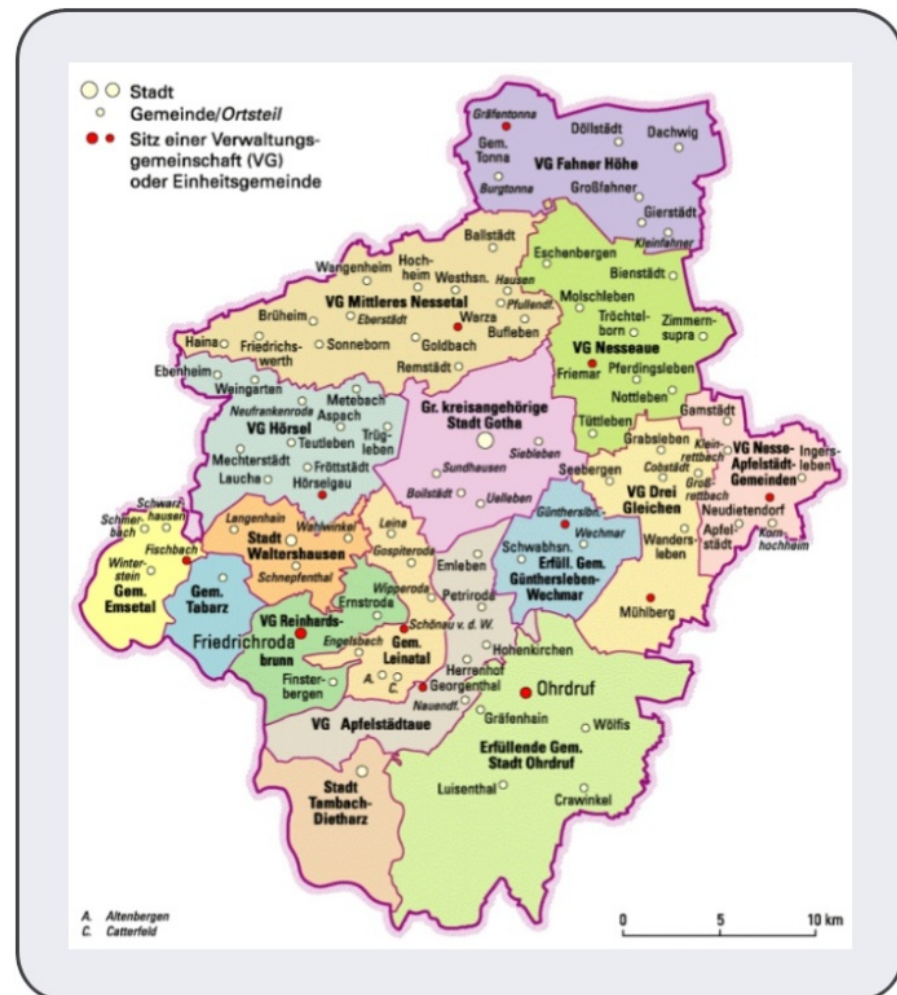 Stadt
Gemeinde/Ortsteil
Sitz einer Verwaltungs-
gemeinschaft (VG)
oder Einheitsgemeinde
Gräfentonna
Gem.
Tonna
Burgtonna
Döllstädt
Dachwig
VG Fahner Höhe
Großfahner
Gierstädt
Kleinfahner
Ballstädt
Wangenheim
Hoch-
heim
Westhsn.
Hausen
Pfullendf.
VG Mittleres Nessetal
Brüheim
Eberstädt
Warza
Bufleben
Haina
Friedrichs-
werth
Sonneborn
Goldbach
Remstädt
Eschenbergen
Bienstädt
Molschleben
Tröchtel-
born
Zimmern-
supra
VG Nesseaue
Friemar
Pferdingsleben
Nottleben
Tüttleben
Ebenheim
Weingarten
Neufrankenroda
Metebach
Aspach
VG Hörsel
Teutleben
Trüg-
leben
Mechterstädt
Fröttstädt
Laucha
Hörselgau
Gr. kreisangehörige
Stadt Gotha
Siebleben
Sundhausen
Boilstädt
Uelleben
Gamstädt
Grabsleben
Klein-
rettbach
Seebergen
Cobstädt
Groß-
rettbach
VG Drei
Gleichen
Wanders-
leben
Mühlberg
VG Nesse-
Apfelstädt-
Gemeinden
Ingers-
leben
Neudietendorf
Apfel-
städt
Korn-
hochheim
Güntherslbn.-
Wechmar
Schwabhsn.
Erfüll. Gem.
Günthersleben-
Wechmar
Schwarz-
hausen
Schmer-
bach
Fischbach
Winter-
stein
Gem.
Emsetal
Gem.
Tabarz
Langenhain
Wahlwinkel
Stadt
Waltershausen
Schnepfenthal
Leina
Gospiteroda
Wipperoda
Ernstroda
Schönau v. d. W.
VG Reinhards-
brunn
Friedrichroda
Engelsbach
Finster-
bergen
Gem.
Leinatal
A.
C.
Emleben
Petriroda
Hohenkirchen
Herrenhof
Georgenthal
Nauendf.
VG Apfelstädtaue
Ohrdruf
Gräfenhain
Wölfis
Erfüllende Gem.
Stadt Ohrdruf
Luisenthal
Crawinkel
Stadt
Tambach-
Dietharz
A. Altenbergen
C. Catterfeld
0 5 10 km